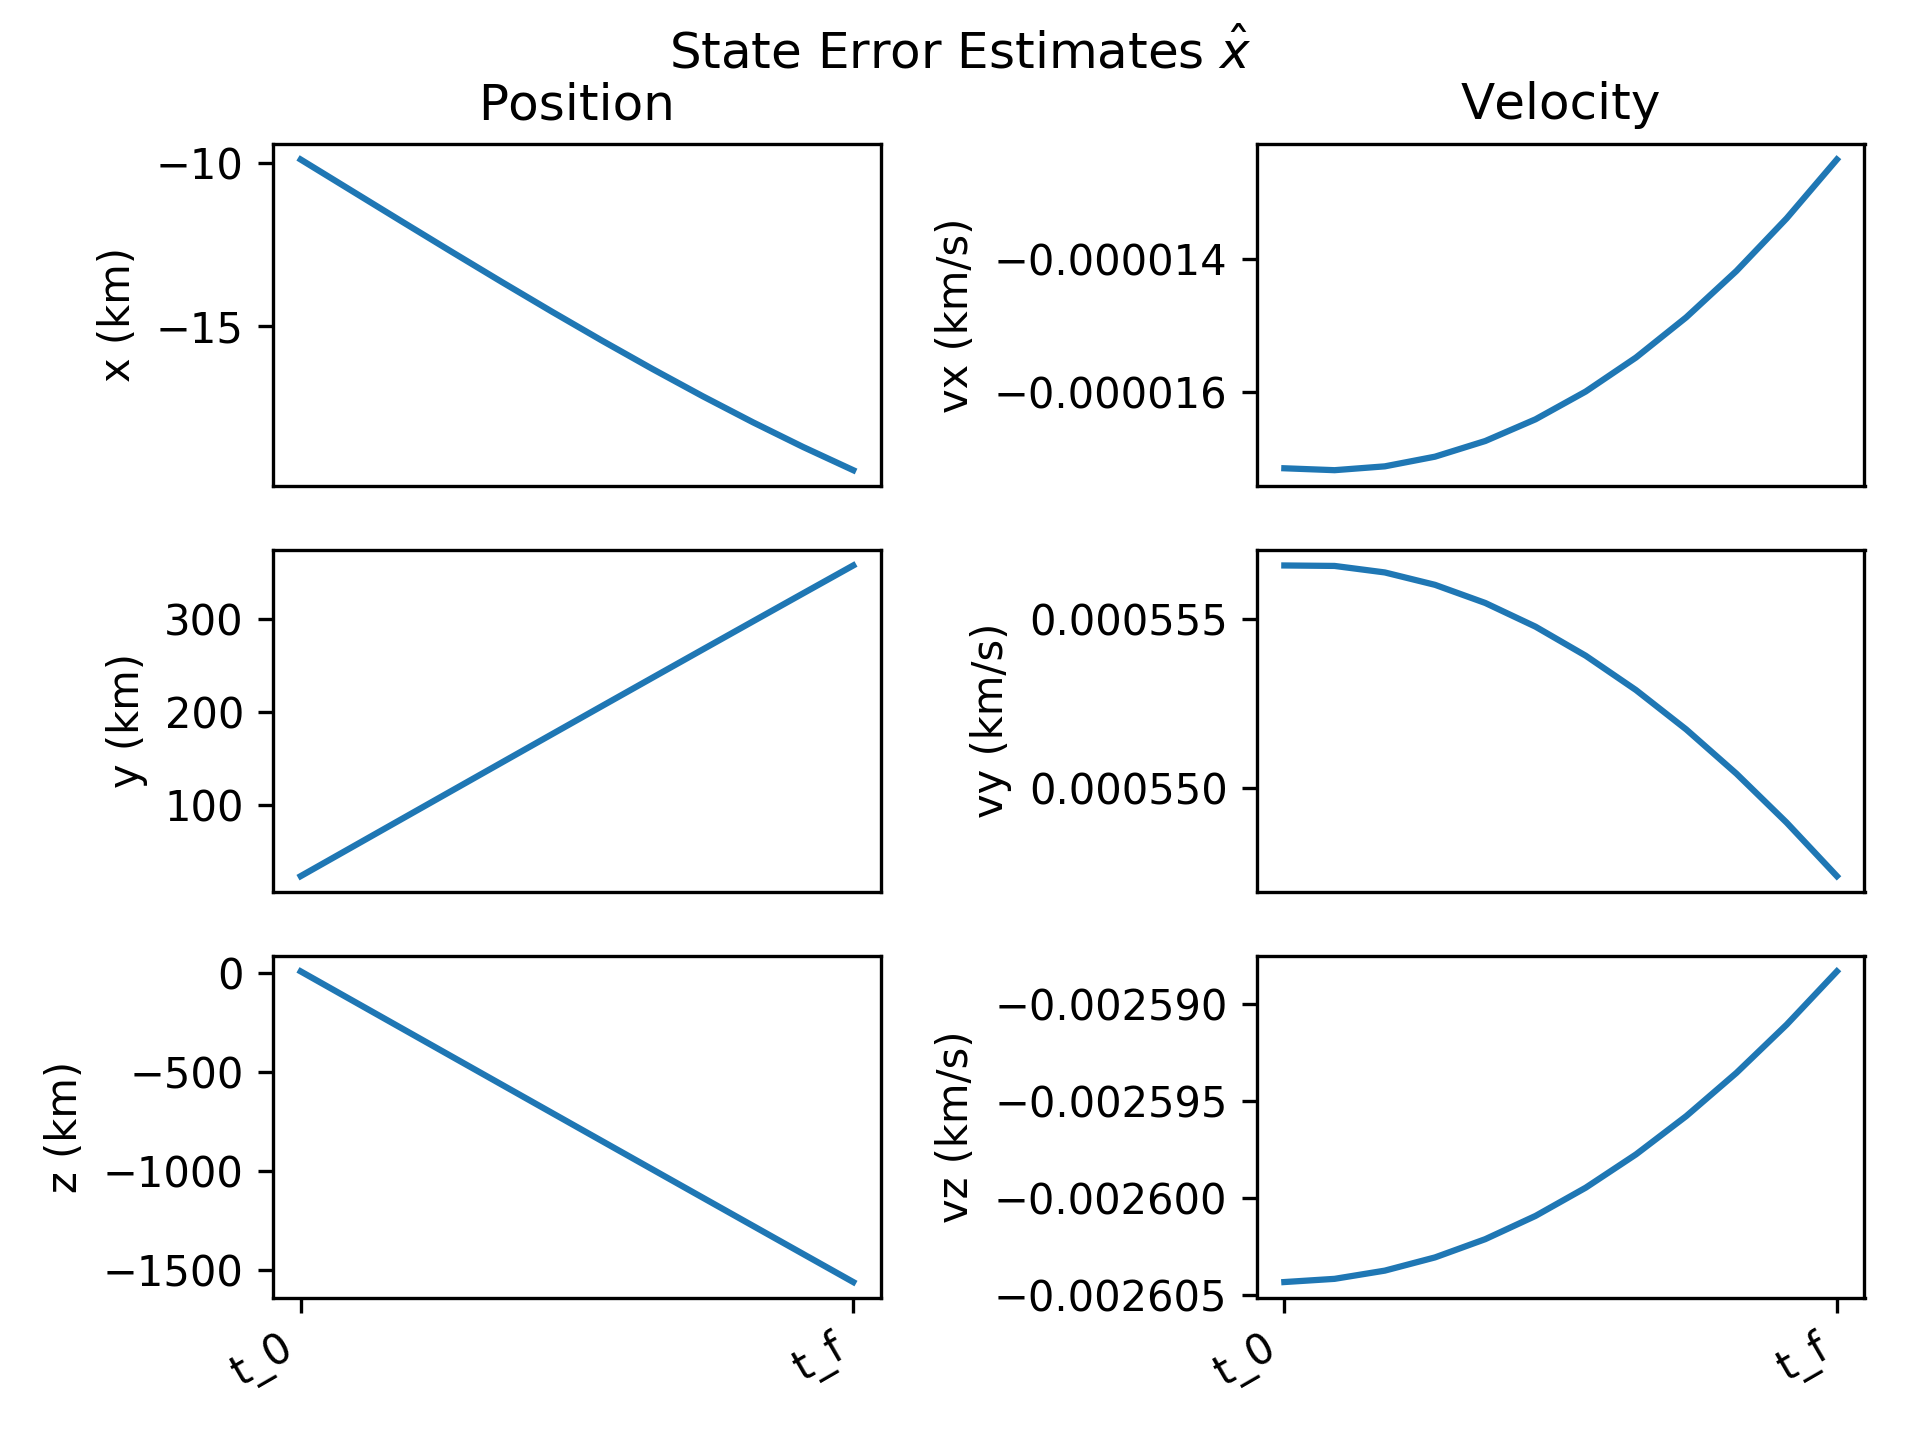 State Error Estimates x̂
Position
Velocity
x (km)
−10
−15
vx (km/s)
−0.000014
−0.000016
y (km)
300
200
100
vy (km/s)
0.000555
0.000550
z (km)
0
−500
−1000
−1500
t_0
t_f
vz (km/s)
−0.002590
−0.002595
−0.002600
−0.002605
t_0
t_f